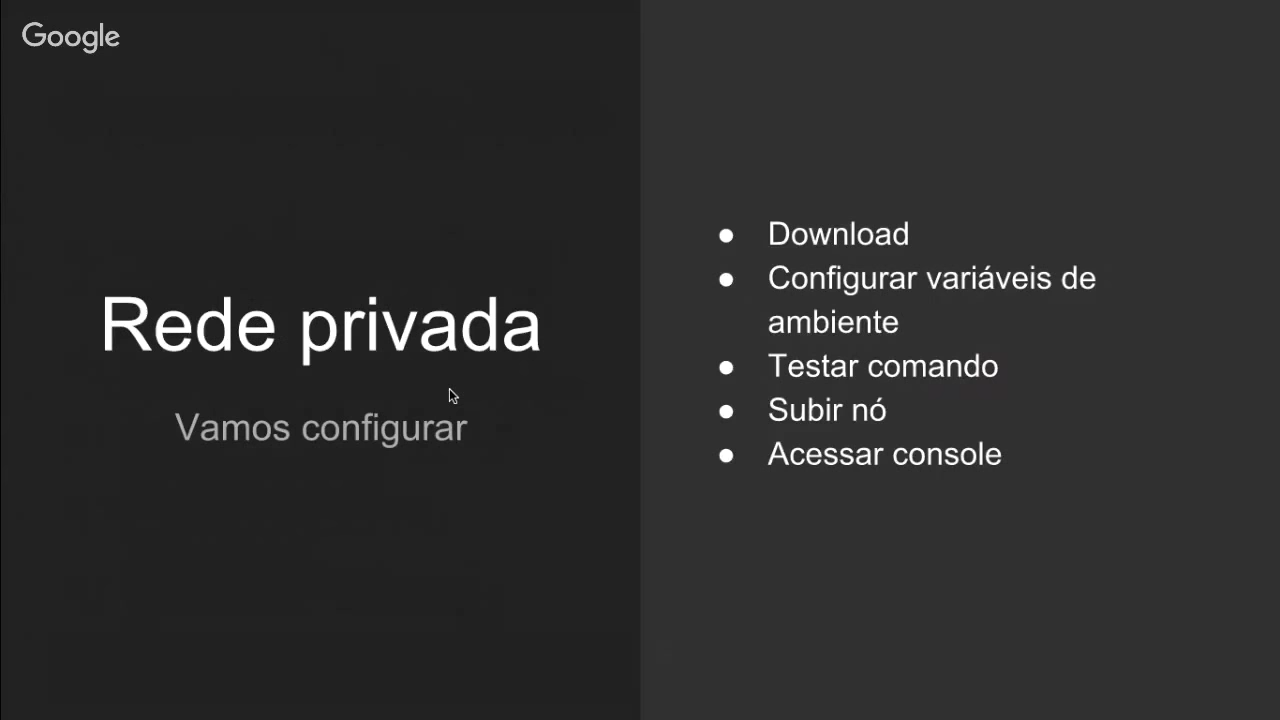 Google
Rede privada
Vamos configurar
● Download
● Configurar variáveis de
ambiente
● Testar comando
● Subir nó
● Acessar console